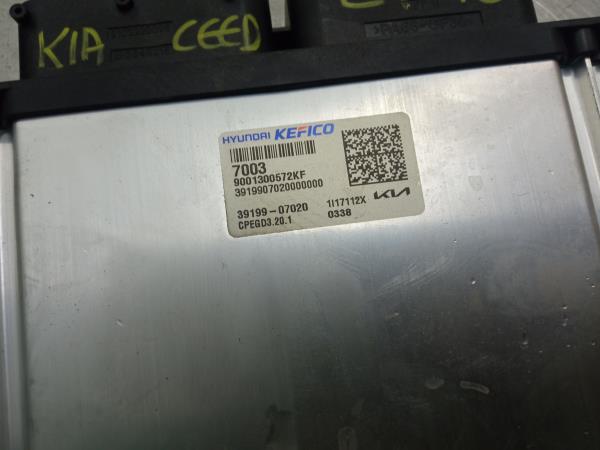 KIA CEED
HYUNDAI KEFICO
7003
9001300572KF
3919907020000000
39199-07020 1I17112X KIA
CPEGD3.20.1 0338